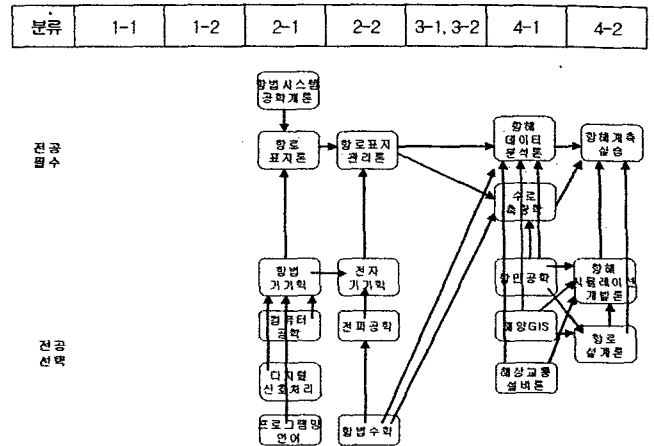 분류 1-1 1-2 2-1 2-2 3-1, 3-2 4-1 4-2
항법시스템
공학개론
전공
필수
항로
표지론
항로표지
관리론
항해
데이터
분석론
항해계측
실습
수로
측량학
항법
기기학
전자
기기학
항만공학
항해
시뮬레이션
개발론
컴퓨터
공학
전파공학
해양GIS
항로
설계론
전공
선택
디지털
신호처리
해상교통
설비론
프로그래밍
언어
항법수학